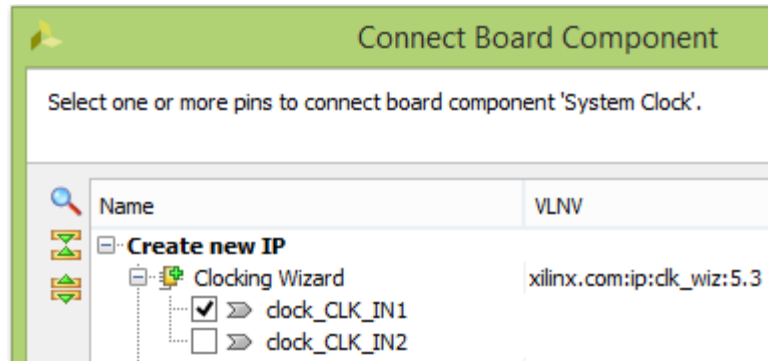 Connect Board Component
Select one or more pins to connect board component 'System Clock'.
Name VLNV
Create new IP
Clocking Wizard xilinx.com:ip:clk_wiz:5.3
clock_CLK_IN1
clock_CLK_IN2